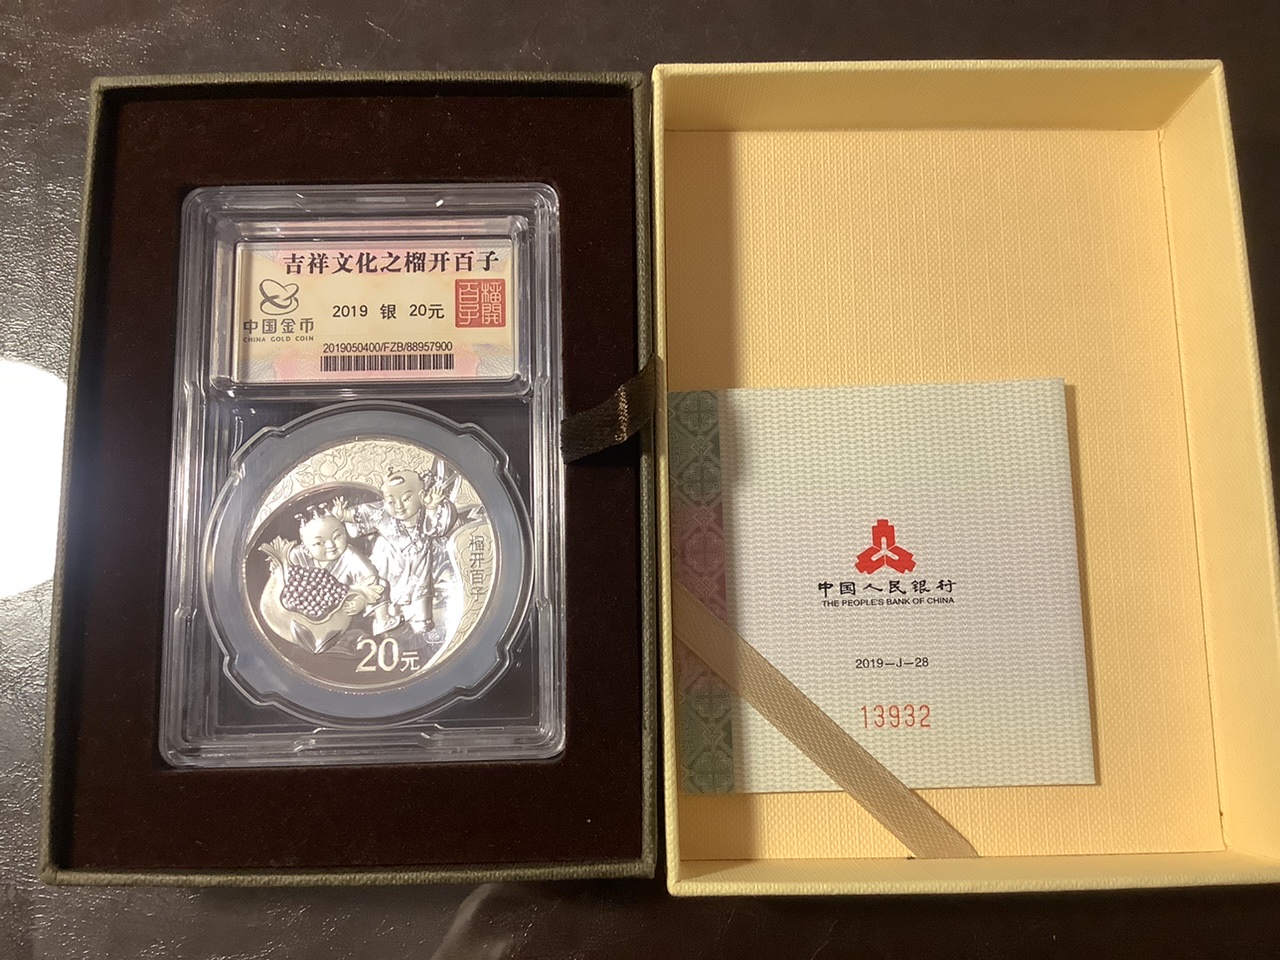 吉祥文化之榴开百子
中国金币
CHINA GOLD COIN
2019 银 20元
榴開
百子
2019050400/FZB/88957900
榴开百子
20元
中国人民银行
THE PEOPLE'S BANK OF CHINA
2019-J-28
13932